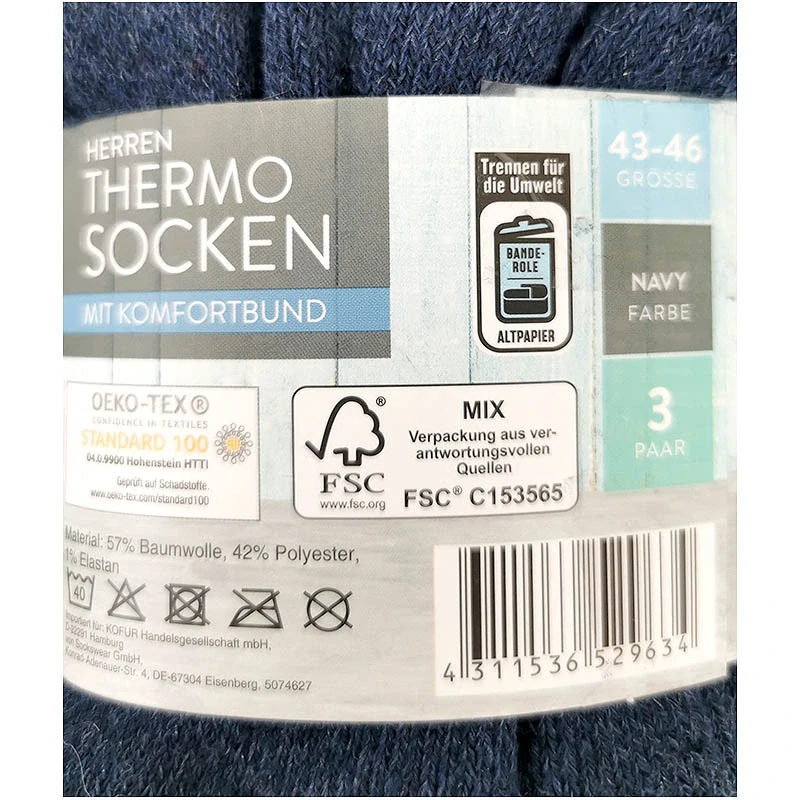 HERREN
THERMO
SOCKEN
MIT KOMFORTBUND
Trennen für
die Umwelt
BANDE-
ROLE
ALTPAPIER
43-46
GRÖSSE
NAVY
FARBE
3
PAAR
OEKO-TEX®
CONFIDENCE IN TEXTILES
STANDARD 100
04.0.9900 Hohenstein HTTI
Geprüft auf Schadstoffe.
www.oeko-tex.com/standard100
®
FSC
www.fsc.org
MIX
Verpackung aus ver-
antwortungsvollen
Quellen
FSC® C153565
Material: 57% Baumwolle, 42% Polyester,
1% Elastan
40
Importiert für: KOFUR Handelsgesellschaft mbH,
D-22291 Hamburg
von Sockswear GmbH,
Konrad-Adenauer-Str. 4, DE-67304 Eisenberg, 5074627
4 311536 529634